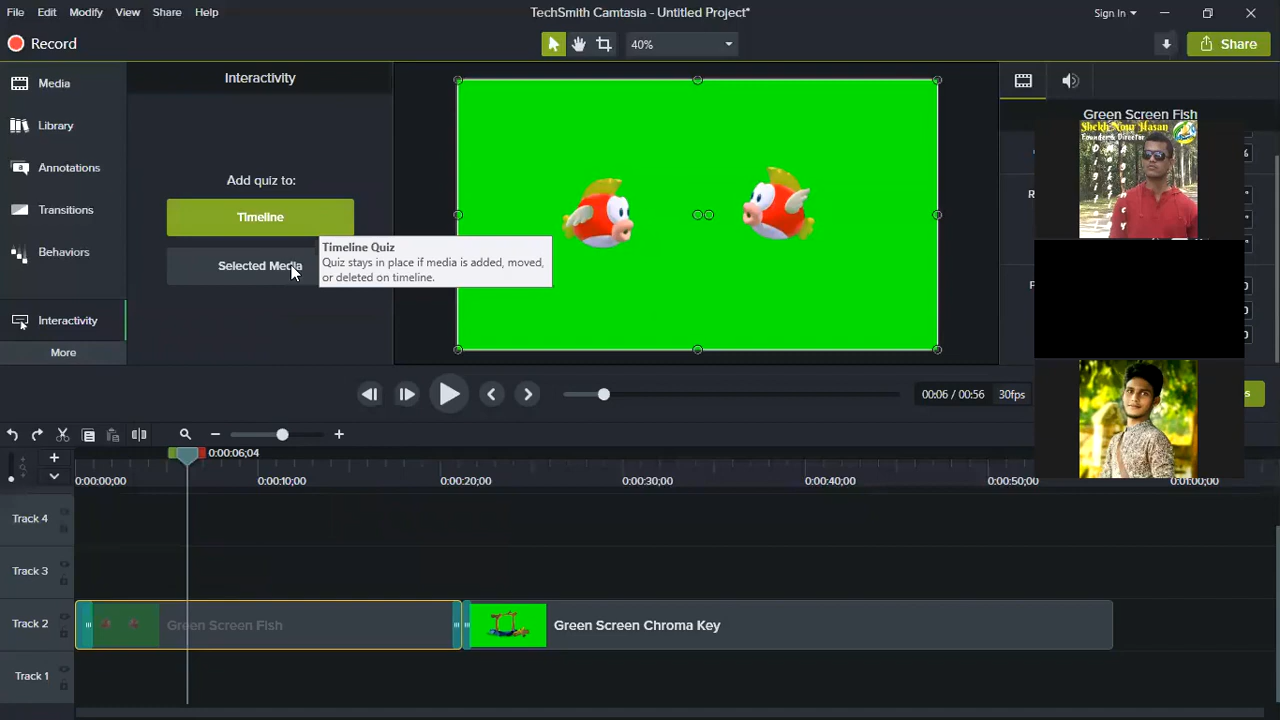 File Edit Modify View Share Help
TechSmith Camtasia - Untitled Project*
Sign In
Record
40%
Share
Media
Library
Annotations
Transitions
Behaviors
Interactivity
More
Interactivity
Add quiz to:
Timeline
Selected Media
Timeline Quiz
Quiz stays in place if media is added, moved,
or deleted on timeline.
Green Screen Fish
Founder & Director
00:06 / 00:56 30fps
0:00:06;04
0:00:00;00 0:00:10;00 0:00:20;00 0:00:30;00 0:00:40;00 0:00:50;00 0:01:00;00
Track 4
Track 3
Track 2
Green Screen Fish
Green Screen Chroma Key
Track 1